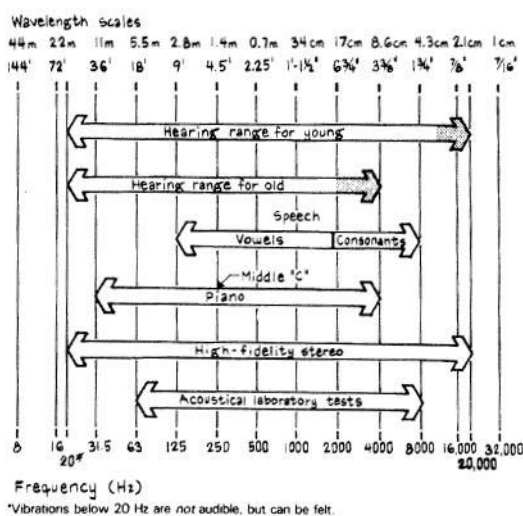 Wavelength scales
44m 22m 11m 5.5m 2.8m 1.4m 0.7m 34cm 17cm 8.6cm 4.3cm 2.1cm 1cm
144' 72' 36' 18' 9' 4.5' 2.25' 1'-1½" 6¾" 3⅜" 1¾" ⅞" 7/16"
Hearing range for young
Hearing range for old
Speech
Vowels Consonants
Middle "C"
Piano
High-fidelity stereo
Acoustical laboratory tests
8 16 31.5 63 125 250 500 1000 2000 4000 8000 16,000 32,000
20* 20,000
Frequency (Hz)
*Vibrations below 20 Hz are not audible, but can be felt.